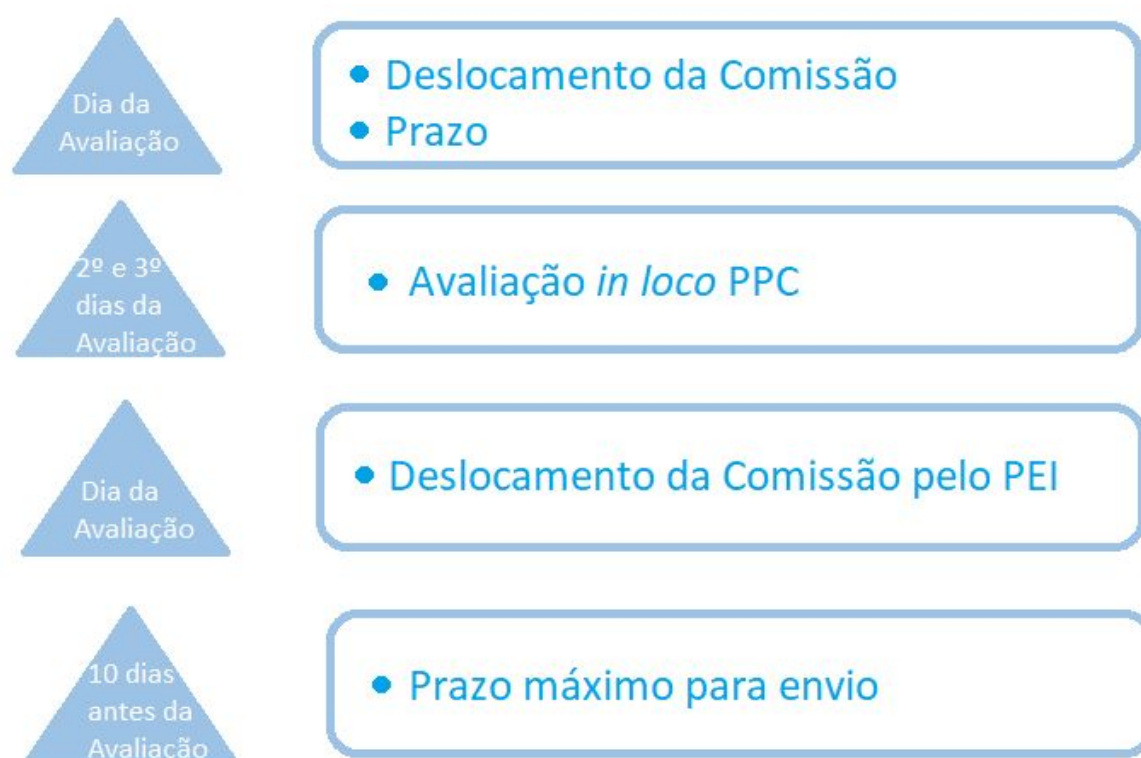 Dia da
Avaliação
• Deslocamento da Comissão
• Prazo
2º e 3º
dias da
Avaliação
• Avaliação in loco PPC
Dia da
Avaliação
• Deslocamento da Comissão pelo PEI
10 dias
antes da
Avaliação
• Prazo máximo para envio